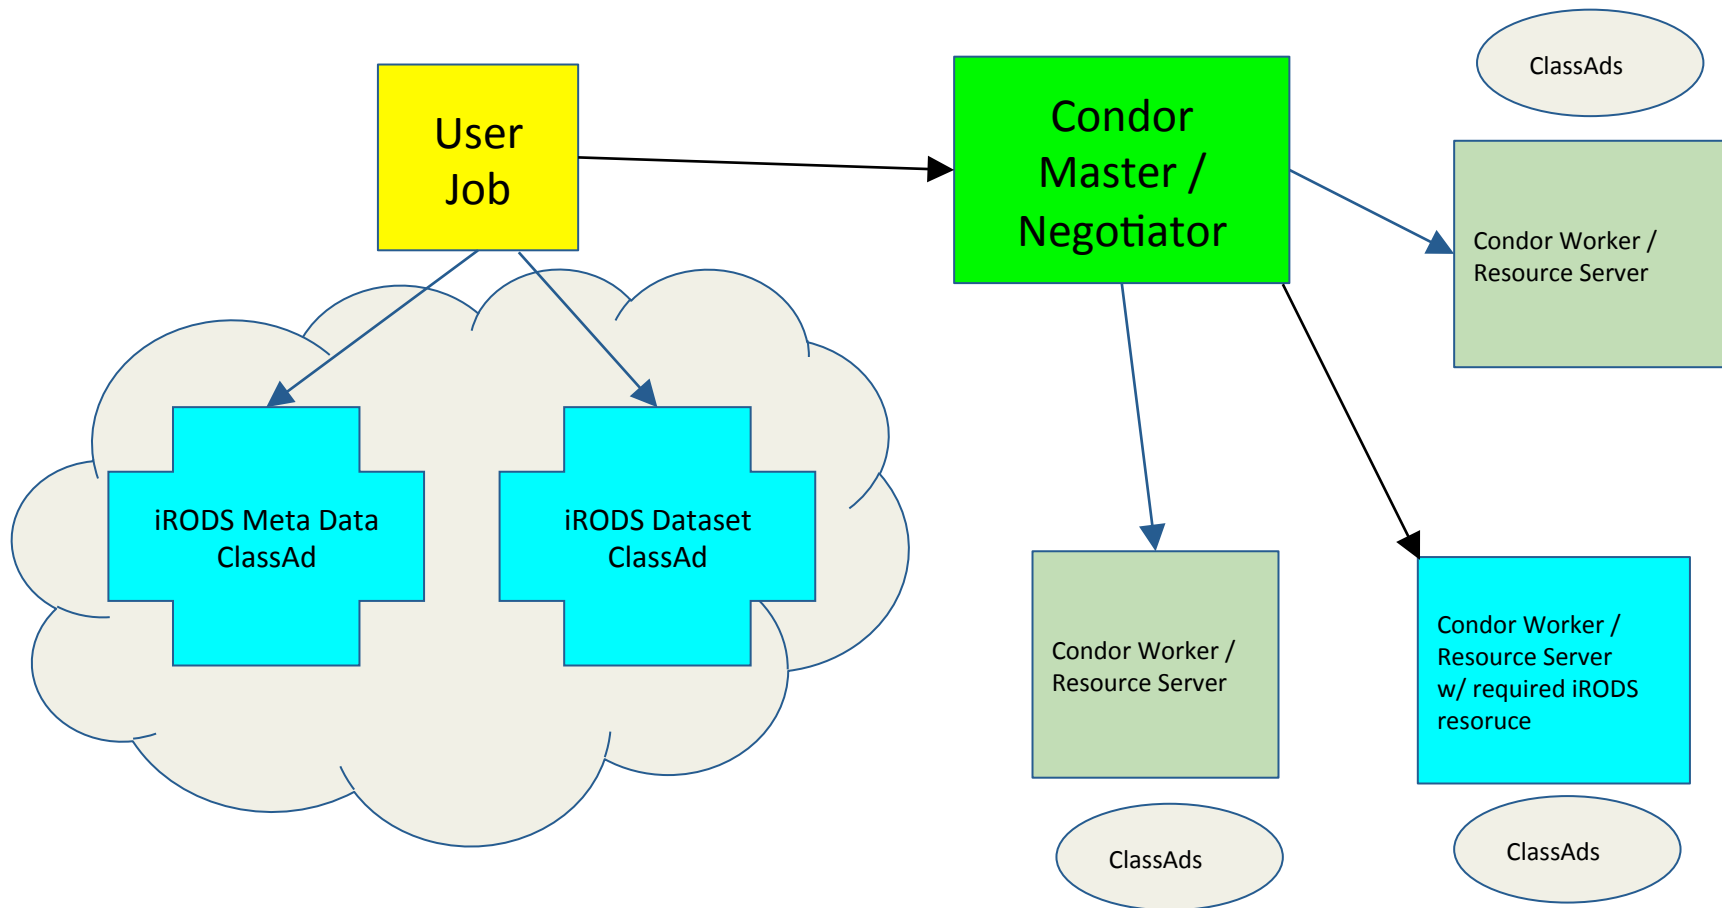 ClassAds
User
Job
Condor
Master /
Negotiator
Condor Worker /
Resource Server
iRODS Meta Data
ClassAd
iRODS Dataset
ClassAd
Condor Worker /
Resource Server
Condor Worker /
Resource Server
w/ required iRODS
resoruce
ClassAds
ClassAds